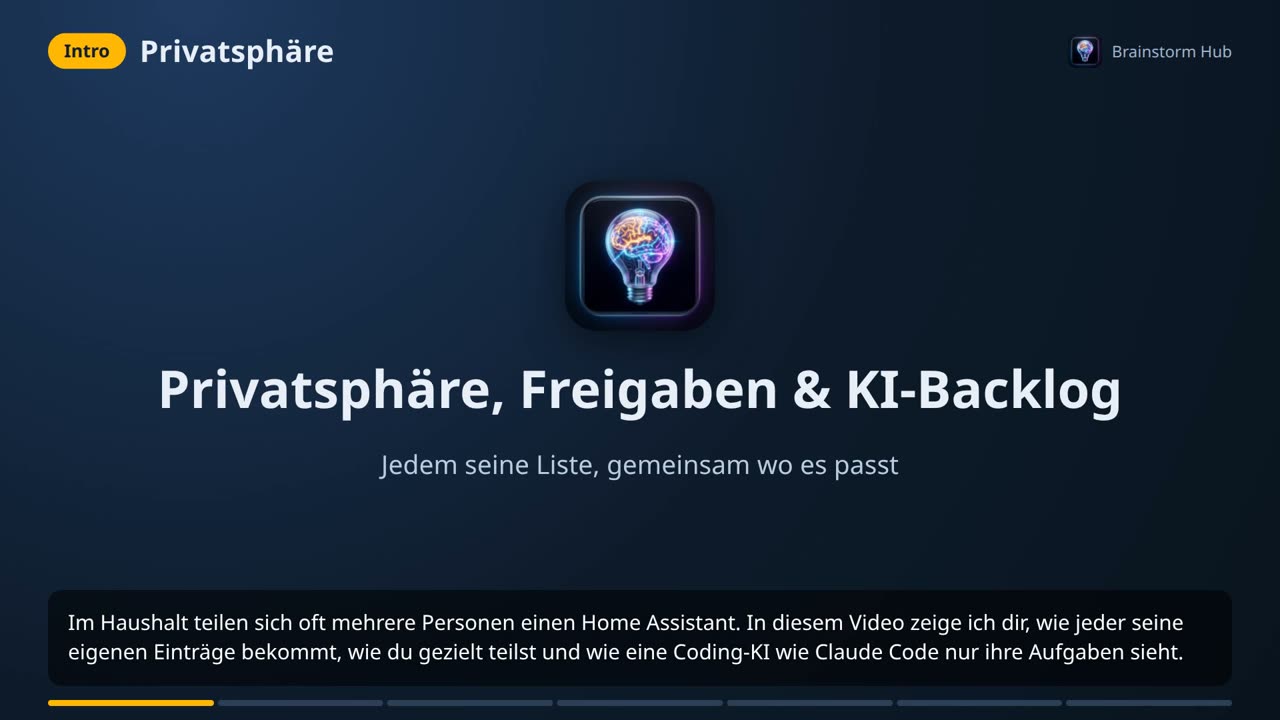 Intro
Privatsphäre
Brainstorm Hub
Privatsphäre, Freigaben & KI-Backlog
Jedem seine Liste, gemeinsam wo es passt
Im Haushalt teilen sich oft mehrere Personen einen Home Assistant. In diesem Video zeige ich dir, wie jeder seine
eigenen Einträge bekommt, wie du gezielt teilst und wie eine Coding-KI wie Claude Code nur ihre Aufgaben sieht.